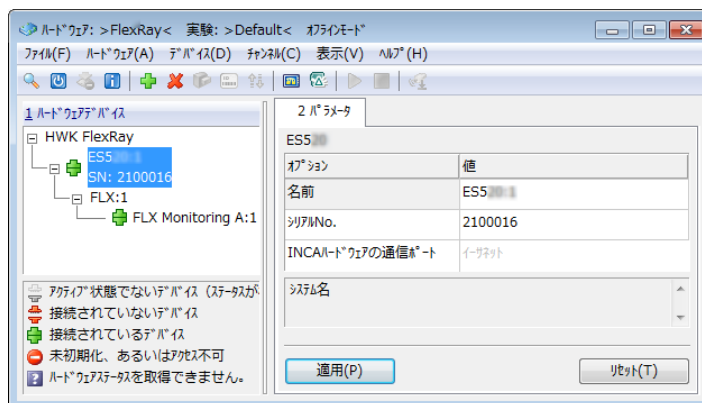 ﾊｰﾄﾞｳｪｱ: >FlexRay<　実験: >Default<　ｵﾌﾗｲﾝﾓｰﾄﾞ
ﾌｧｲﾙ(F)　ﾊｰﾄﾞｳｪｱ(A)　ﾃﾞﾊﾞｲｽ(D)　ﾁｬﾝﾈﾙ(C)　表示(V)　ﾍﾙﾌﾟ(H)
1 ﾊｰﾄﾞｳｪｱﾃﾞﾊﾞｲｽ
HWK FlexRay
ES5
SN: 2100016
FLX:1
FLX Monitoring A:1
ｱｸﾃｨﾌﾞ状態でないﾃﾞﾊﾞｲｽ (ｽﾃｰﾀｽが
接続されていないﾃﾞﾊﾞｲｽ
接続されているﾃﾞﾊﾞｲｽ
未初期化、あるいはｱｸｾｽ不可
ﾊｰﾄﾞｳｪｱｽﾃｰﾀｽを取得できません。
2 ﾊﾟﾗﾒｰﾀ
ES5
ｵﾌﾟｼｮﾝ　値
名前　ES5
ｼﾘｱﾙNo.　2100016
INCAﾊｰﾄﾞｳｪｱの通信ﾎﾟｰﾄ　ｲｰｻﾈｯﾄ
ｼｽﾃﾑ名
適用(P)　ﾘｾｯﾄ(T)